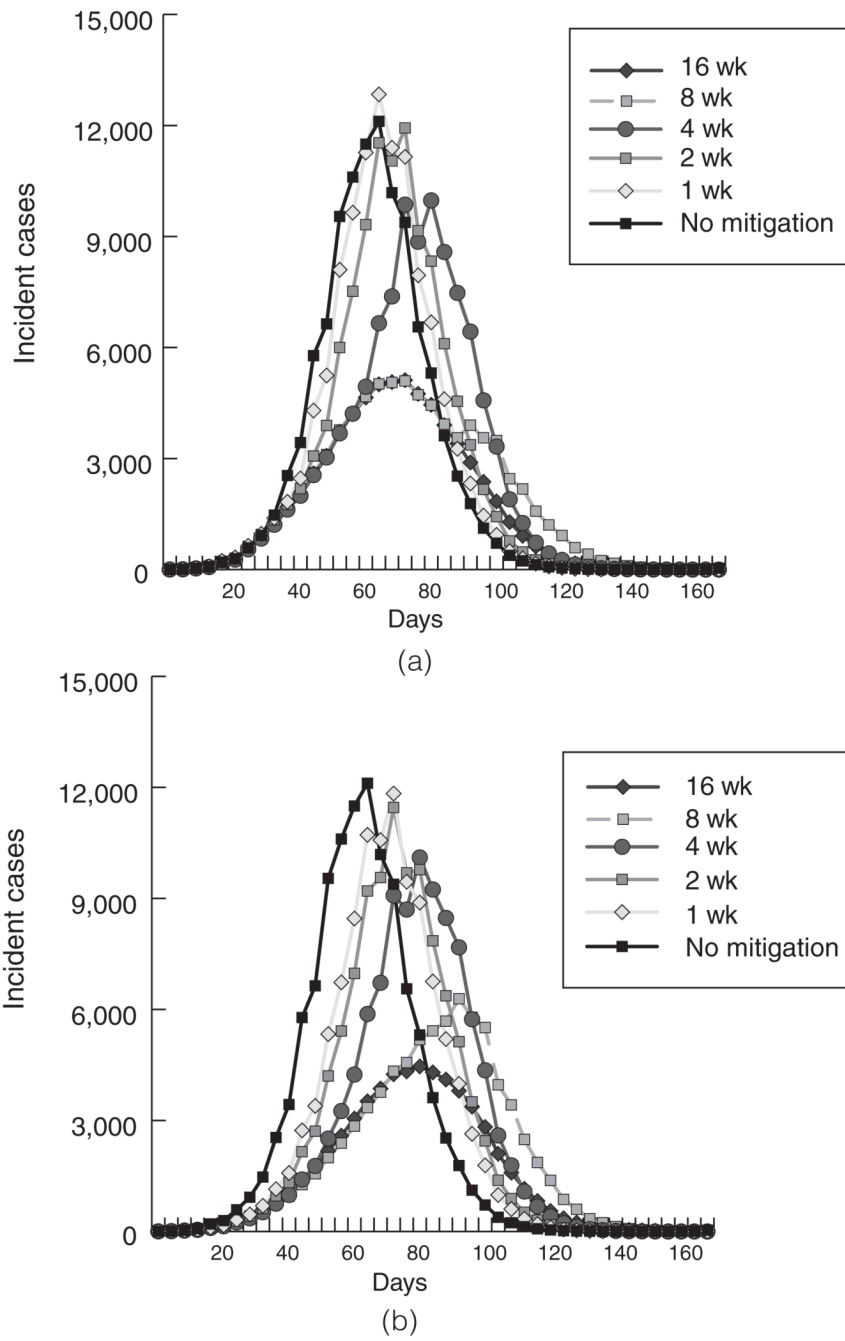 15,000
12,000
9,000
6,000
3,000
0
Incident cases
20 40 60 80 100 120 140 160
Days
16 wk
8 wk
4 wk
2 wk
1 wk
No mitigation
(a)
15,000
12,000
9,000
6,000
3,000
0
Incident cases
20 40 60 80 100 120 140 160
Days
16 wk
8 wk
4 wk
2 wk
1 wk
No mitigation
(b)